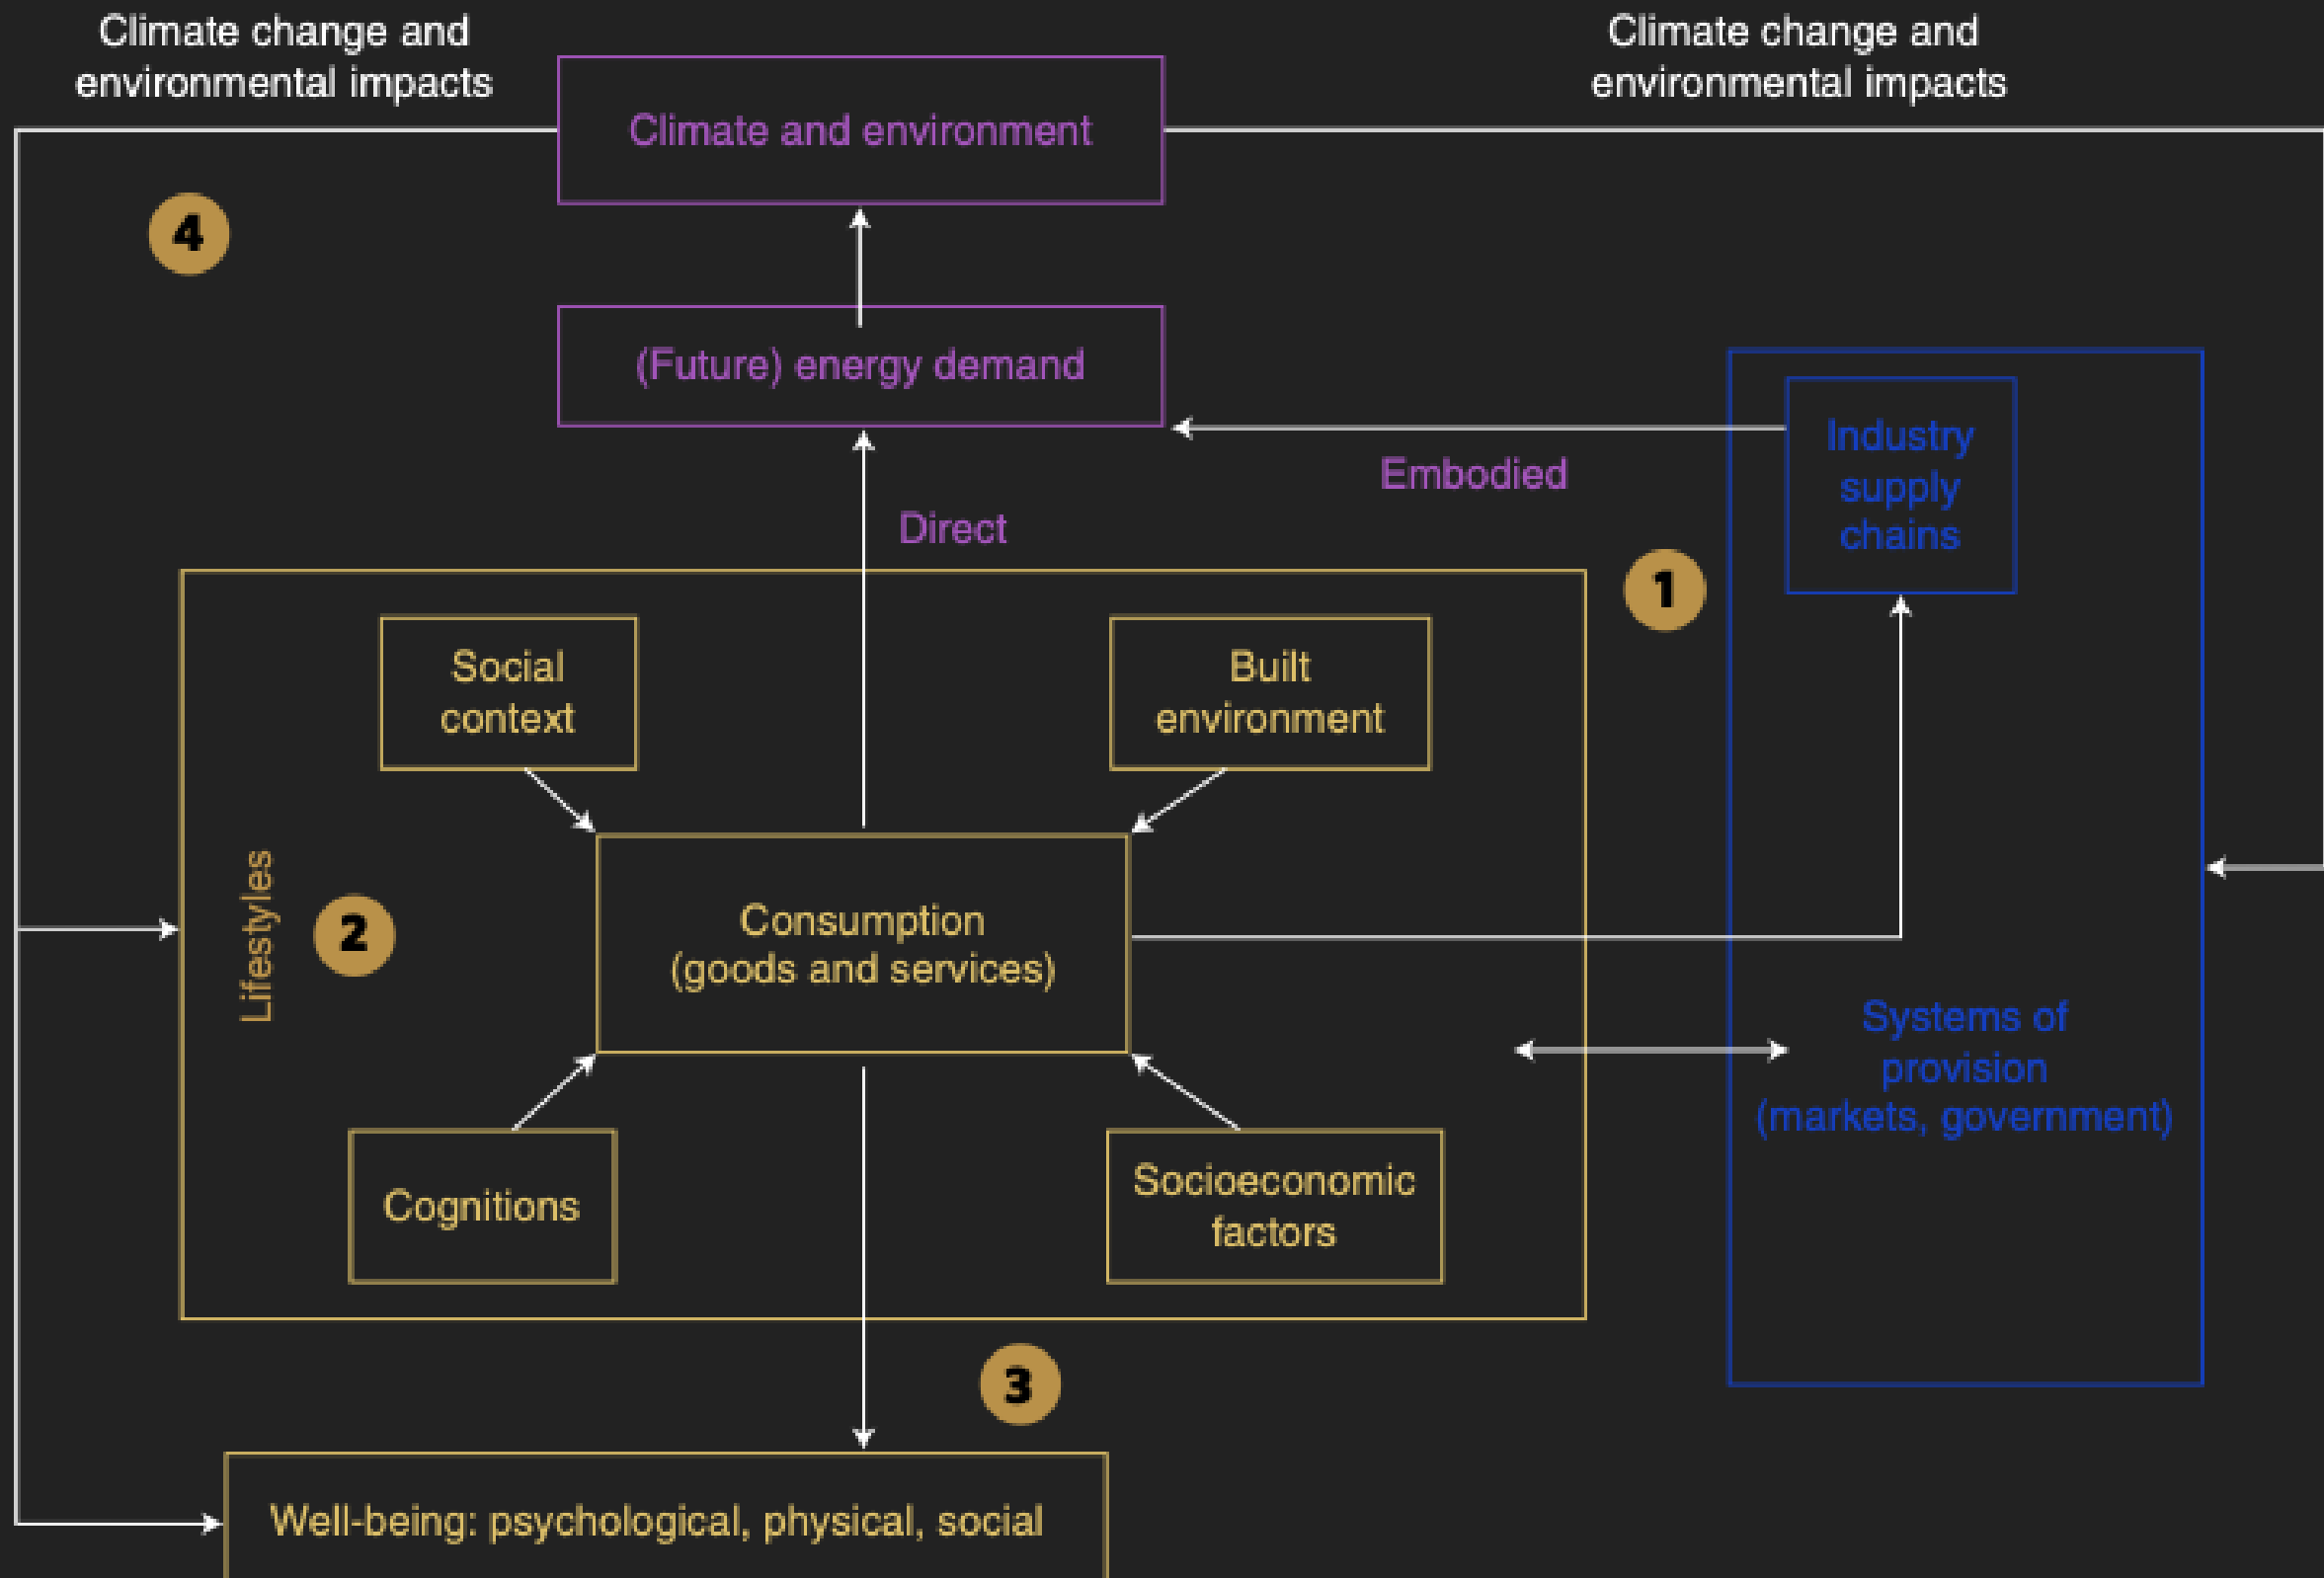 Climate change and
environmental impacts
Climate change and
environmental impacts
Climate and environment
4
(Future) energy demand
Industry
supply
chains
Embodied
Direct
1
Social
context
Built
environment
Lifestyles
2
Consumption
(goods and services)
Systems of
provision
(markets, government)
Cognitions
Socioeconomic
factors
3
Well-being: psychological, physical, social